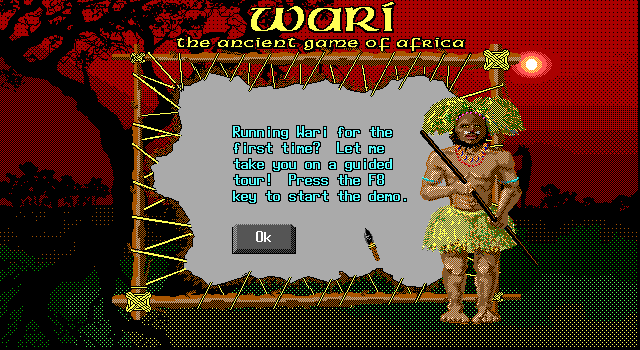 Wari
the ancient game of africa
Running Wari for the
first time?  Let me
take you on a guided
tour!  Press the F8
key to start the demo.
Ok